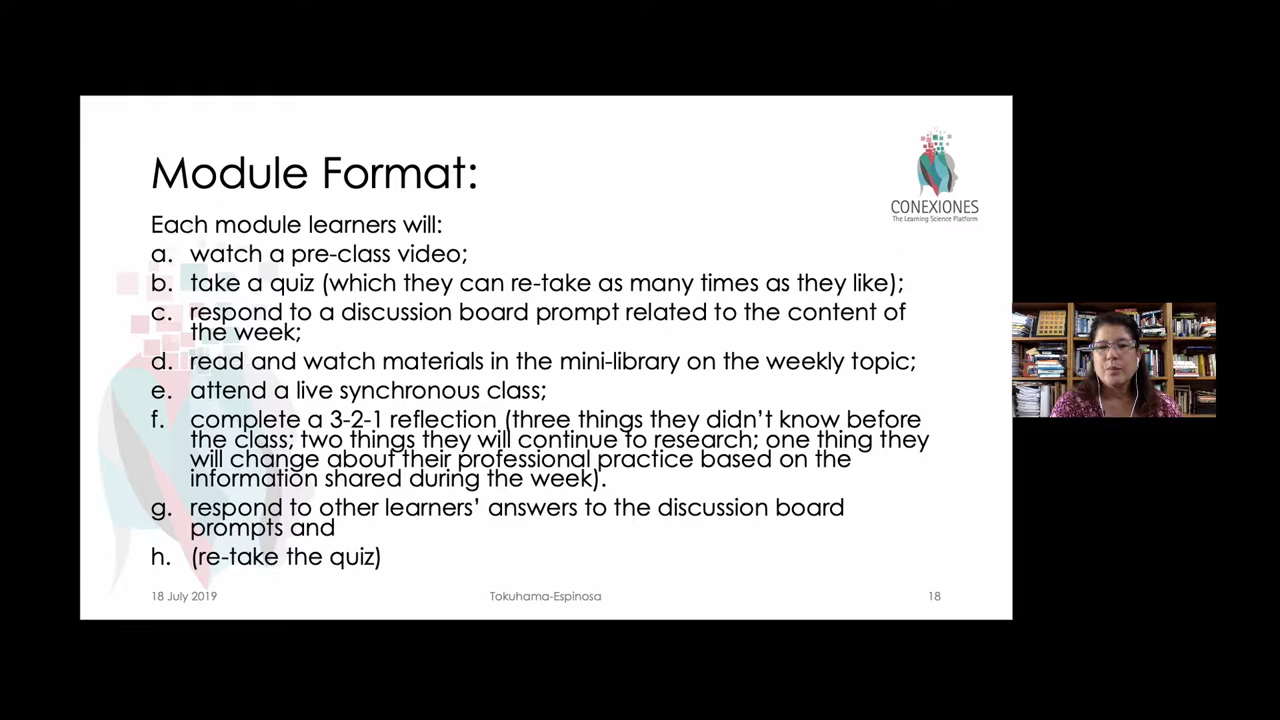 Module Format:
CONEXIONES
The Learning Science Platform
Each module learners will:
a. watch a pre-class video;
b. take a quiz (which they can re-take as many times as they like);
c. respond to a discussion board prompt related to the content of
the week;
d. read and watch materials in the mini-library on the weekly topic;
e. attend a live synchronous class;
f. complete a 3-2-1 reflection (three things they didn’t know before
the class; two things they will continue to research; one thing they
will change about their professional practice based on the
information shared during the week).
g. respond to other learners’ answers to the discussion board
prompts and
h. (re-take the quiz)
18 July 2019
Tokuhama-Espinosa
18